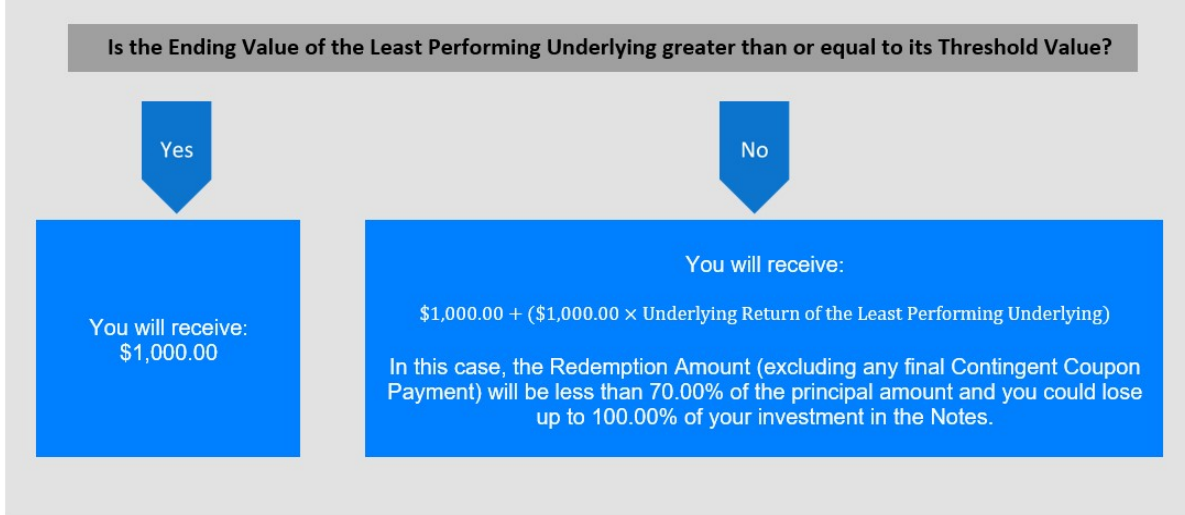 Is the Ending Value of the Least Performing Underlying greater than or equal to its Threshold Value?
Yes
No
You will receive:
$1,000.00
You will receive:
$1,000.00 + ($1,000.00 × Underlying Return of the Least Performing Underlying)
In this case, the Redemption Amount (excluding any final Contingent Coupon
Payment) will be less than 70.00% of the principal amount and you could lose
up to 100.00% of your investment in the Notes.